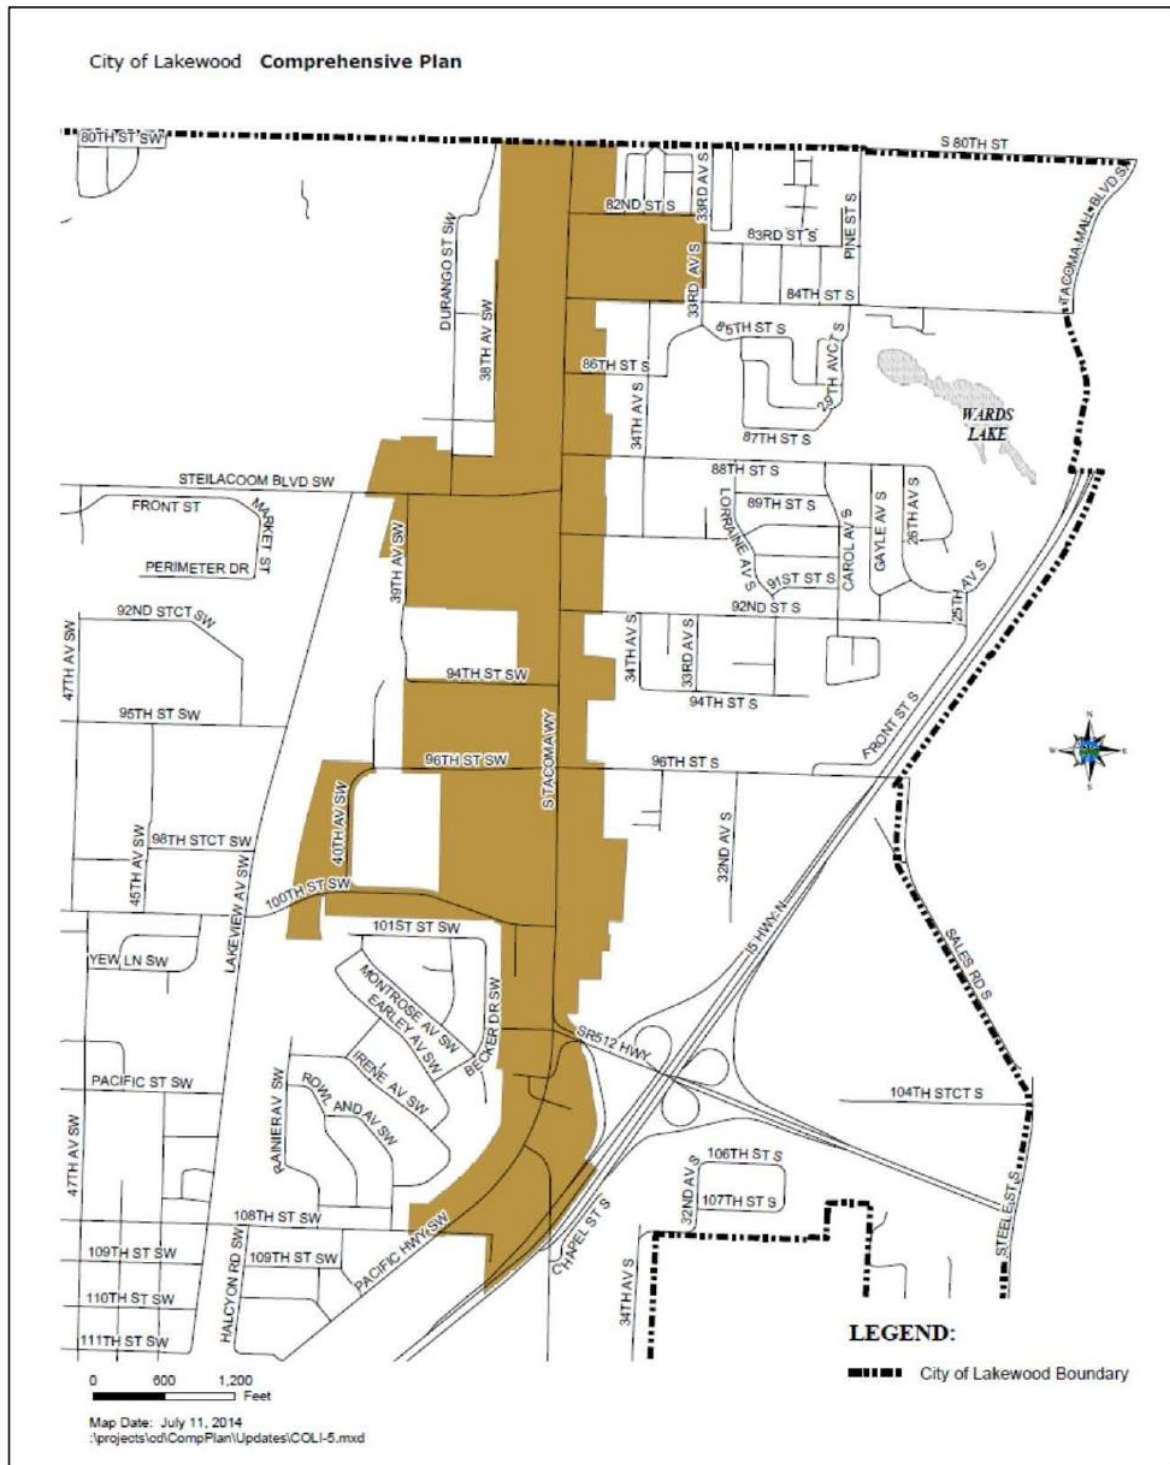 City of Lakewood Comprehensive Plan
80TH ST SW
S 80TH ST
TACOMA MALL BLVD S
33RD AV S
82ND ST S
PINE ST S
83RD ST S
DURANGO ST SW
33RD AV S
84TH ST S
38TH AV SW
85TH ST S
86TH ST S
29TH AVCT S
34TH AV S
WARDS
LAKE
87TH ST S
88TH ST S
STEILACOOM BLVD SW
FRONT ST
MARKET ST
LORRAINE AV S
89TH ST S
CAROL AV S
GAYLE AV S
26TH AV S
39TH AV SW
PERIMETER DR
91ST ST S
25TH AV S
92ND STCT SW
92ND ST S
47TH AV SW
34TH AV S
33RD AV S
94TH ST SW
94TH ST S
95TH ST SW
S TACOMA WY
FRONT ST S
N
W
E
S
96TH ST SW
96TH ST S
40TH AV SW
32ND AV S
98TH STCT SW
45TH AV SW
LAKEVIEW AV SW
100TH ST SW
101ST ST SW
I5 HWY N
SALES RD S
YEW LN SW
MONTROSE AV SW
EARLEY AV SW
BECKER DR SW
SR512 HWY
IRENE AV SW
PACIFIC ST SW
ROWLAND AV SW
RAINIER AV SW
104TH STCT S
47TH AV SW
106TH ST S
32ND AV S
107TH ST S
STEELE ST S
108TH ST SW
PACIFIC HWY SW
CHAPEL ST S
109TH ST SW
109TH ST SW
HALCYON RD SW
110TH ST SW
34TH AV S
111TH ST SW
LEGEND:
City of Lakewood Boundary
0 600 1,200
Feet
Map Date: July 11, 2014
:\projects\cd\CompPlan\Updates\COLI-5.mxd